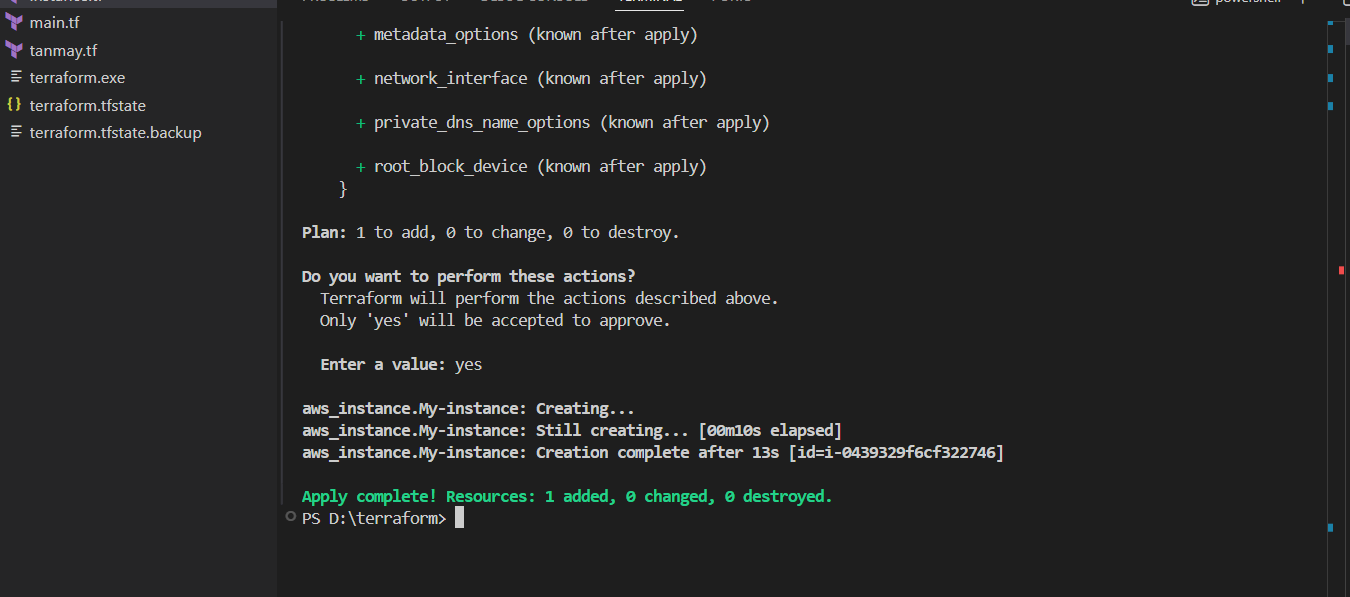 main.tf
tanmay.tf
terraform.exe
terraform.tfstate
terraform.tfstate.backup
+ metadata_options (known after apply)
+ network_interface (known after apply)
+ private_dns_name_options (known after apply)
+ root_block_device (known after apply)
}
Plan: 1 to add, 0 to change, 0 to destroy.
Do you want to perform these actions?
Terraform will perform the actions described above.
Only 'yes' will be accepted to approve.
Enter a value: yes
aws_instance.My-instance: Creating...
aws_instance.My-instance: Still creating... [00m10s elapsed]
aws_instance.My-instance: Creation complete after 13s [id=i-0439329f6cf322746]
Apply complete! Resources: 1 added, 0 changed, 0 destroyed.
PS D:\terraform>